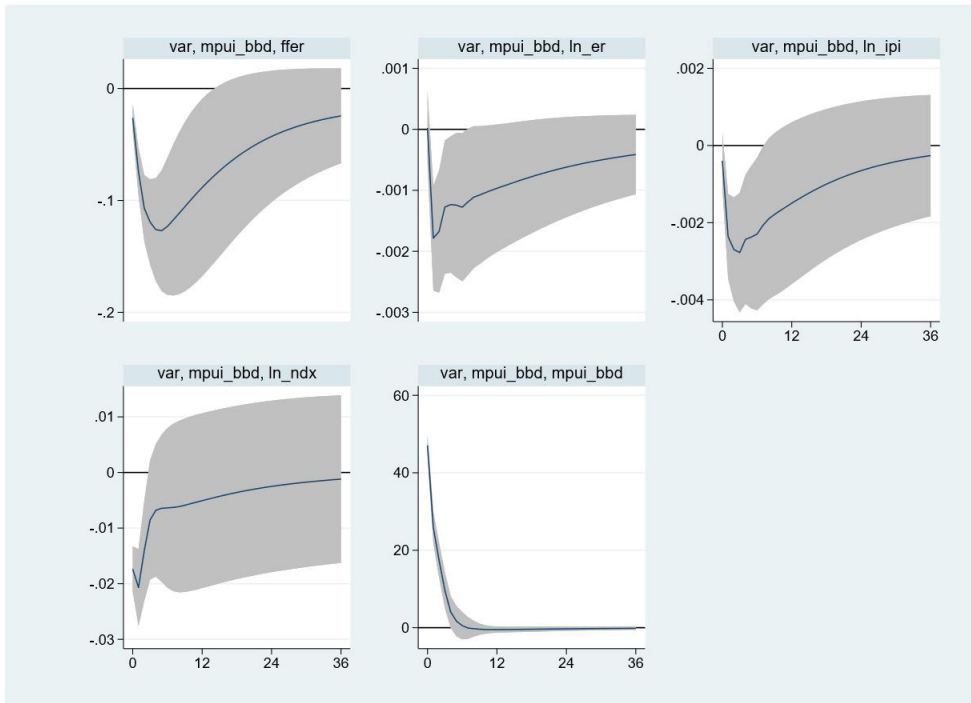 var, mpui_bbd, ffer
0
-.1
-.2
var, mpui_bbd, ln_er
.001
0
-.001
-.002
-.003
var, mpui_bbd, ln_ipi
.002
0
-.002
-.004
0 12 24 36
var, mpui_bbd, ln_ndx
.01
0
-.01
-.02
-.03
0 12 24 36
var, mpui_bbd, mpui_bbd
60
40
20
0
0 12 24 36